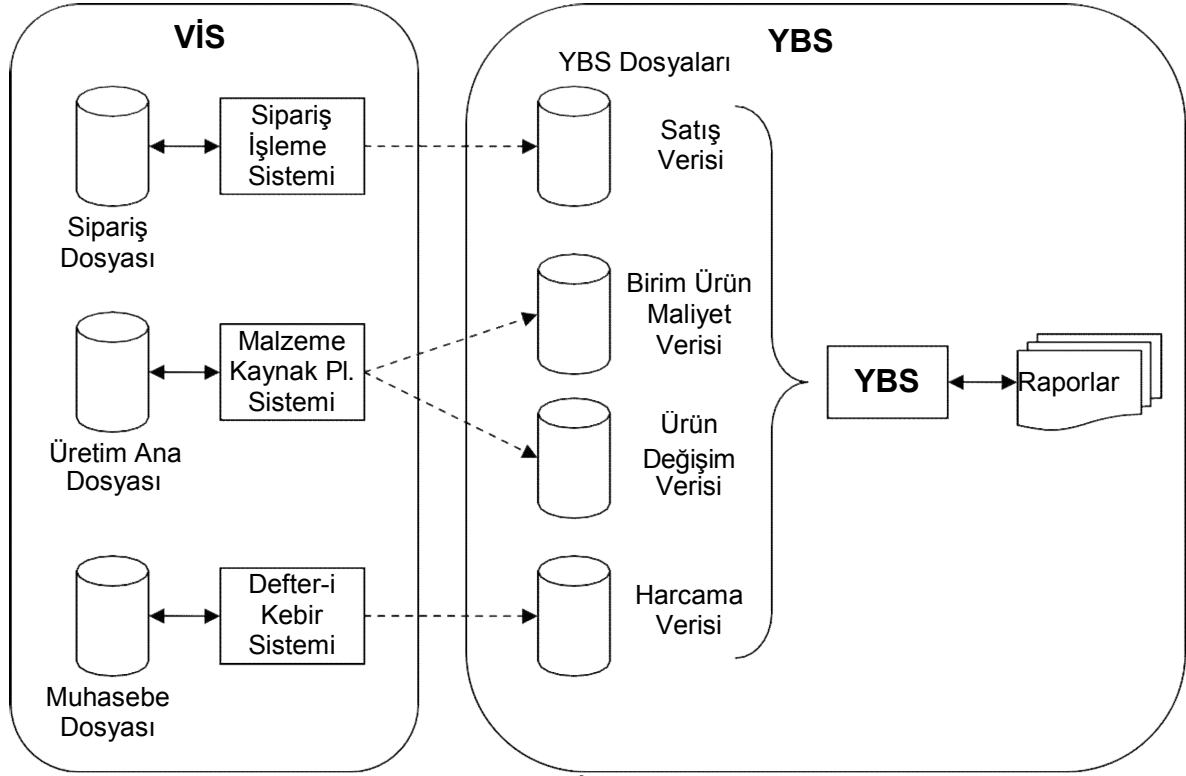 VİS
Sipariş
İşleme
Sistemi
Sipariş
Dosyası
Malzeme
Kaynak Pl.
Sistemi
Üretim Ana
Dosyası
Defter-i
Kebir
Sistemi
Muhasebe
Dosyası
YBS
YBS Dosyaları
Satış
Verisi
Birim Ürün
Maliyet
Verisi
Ürün
Değişim
Verisi
Harcama
Verisi
YBS
Raporlar